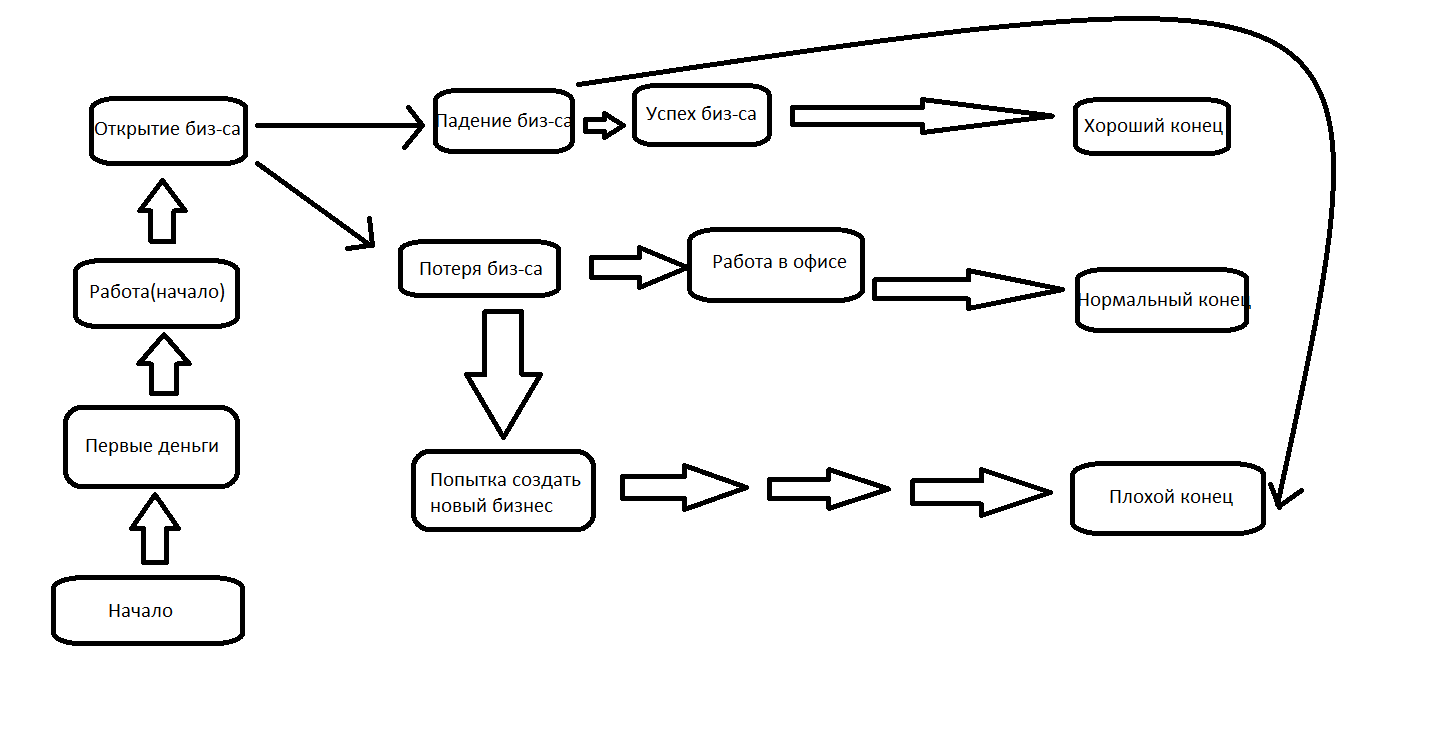 Открытие биз-са
Падение биз-са
Успех биз-са
Хороший конец
Потеря биз-са
Работа в офисе
Нормальный конец
Работа(начало)
Первые деньги
Попытка создать
новый бизнес
Плохой конец
Начало